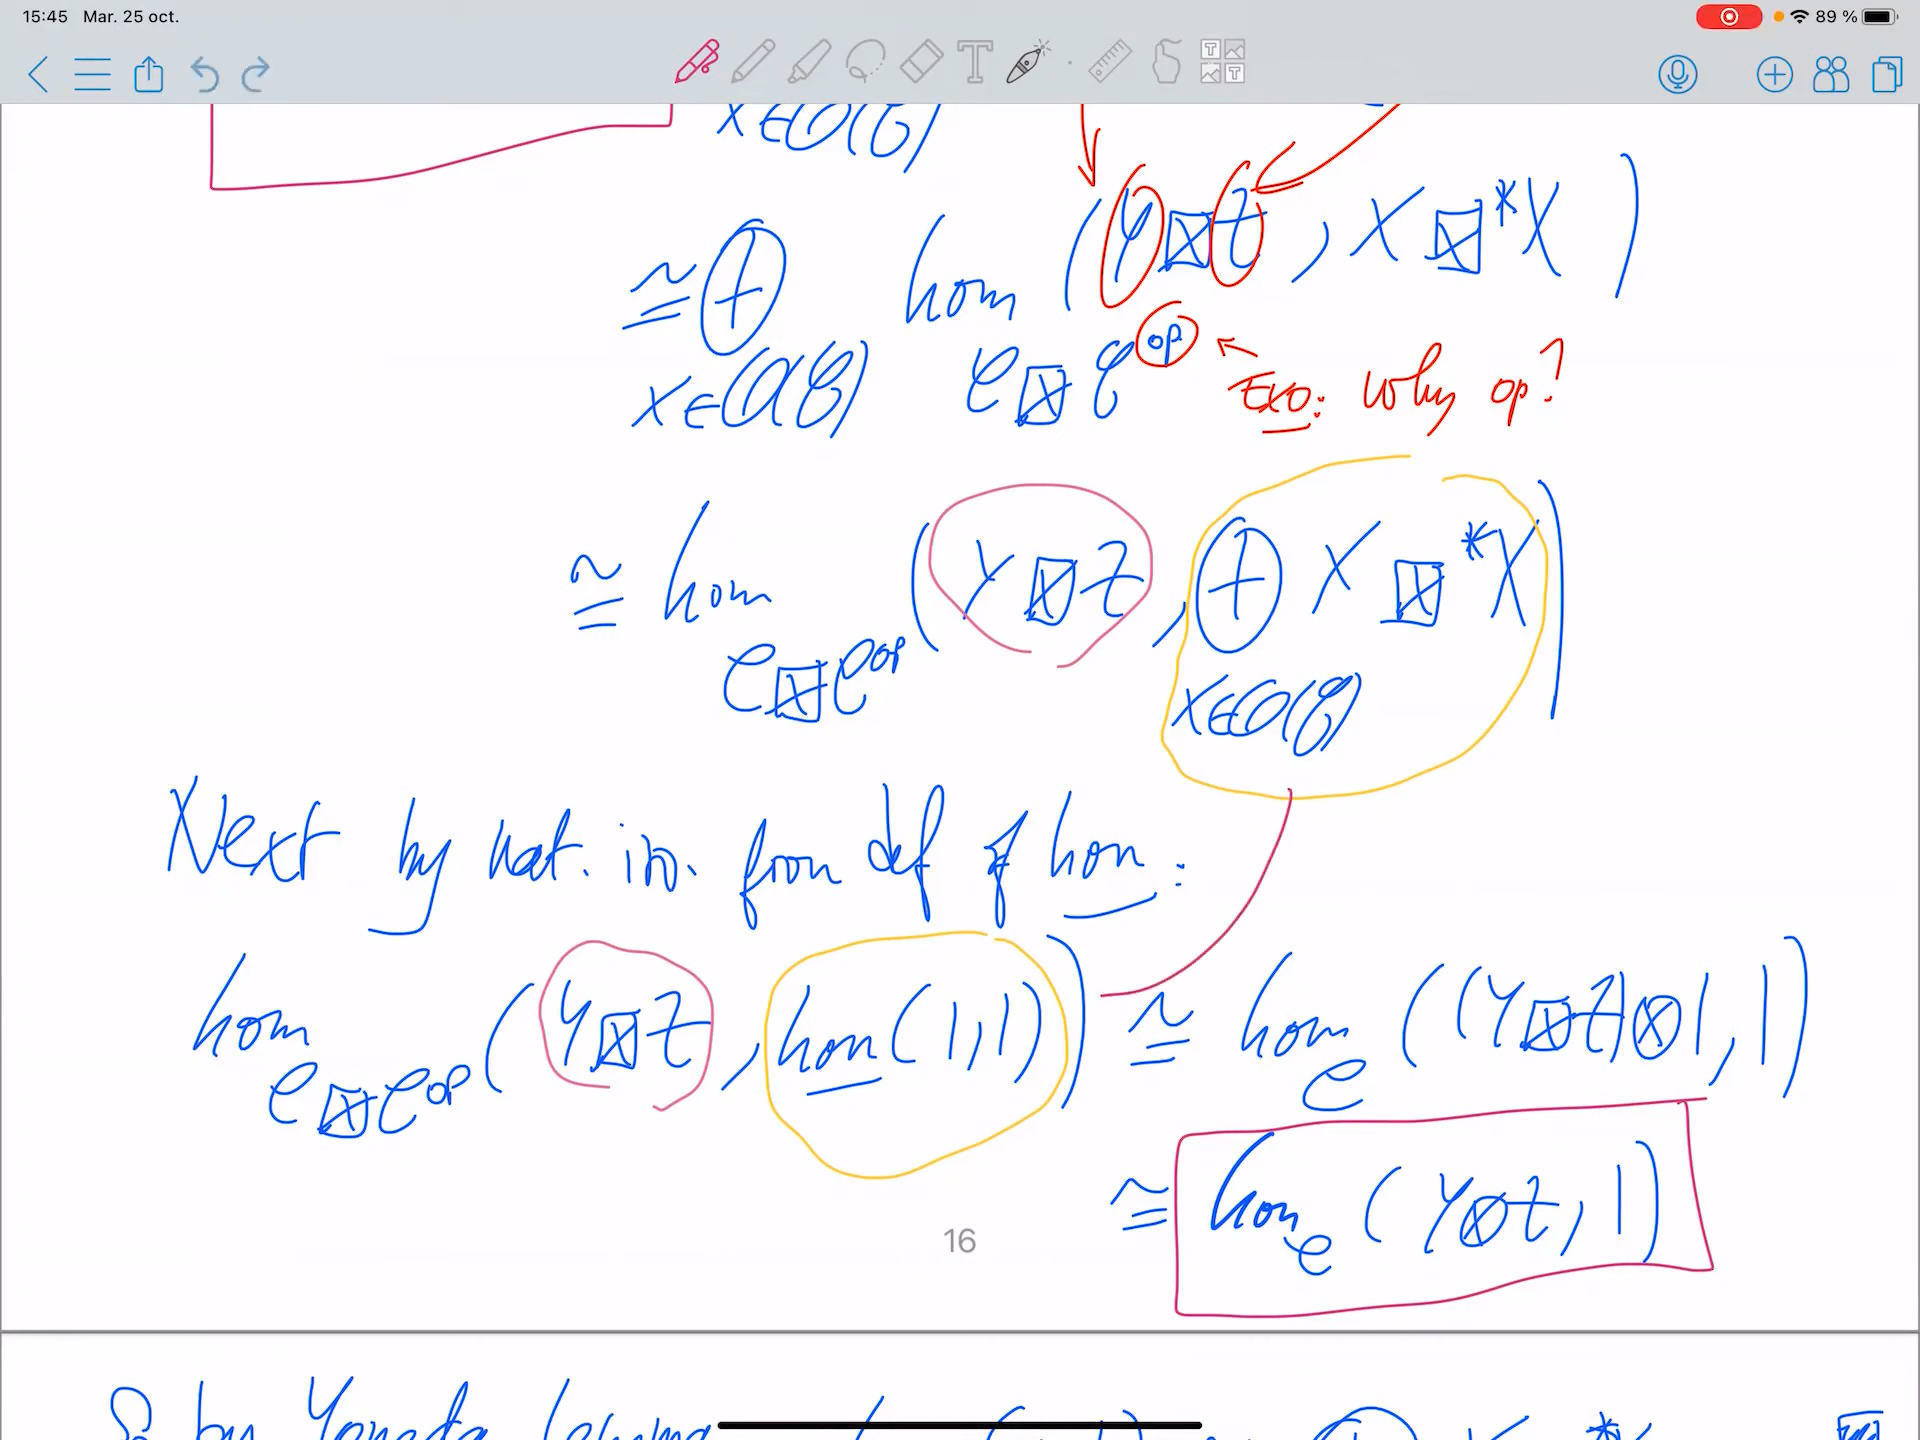 15:45 Mar. 25 oct. 89 %
X∈O(C)
≅ ⊕ hom (Y⊠Z, X⊠*X)
X∈O(C) C⊠C^op ← Exo: Why op?
≅ hom (Y⊠Z, ⊕ X⊠*X)
C⊠C^op X∈O(C)
Next by nat. iso. from def of hom:
hom (Y⊠Z, hom(1,1)) ≅ hom ((Y⊠Z)⊗1, 1)
C⊠C^op C
≅ hom_C (Y⊗Z, 1)
16
So by Yoneda lemma